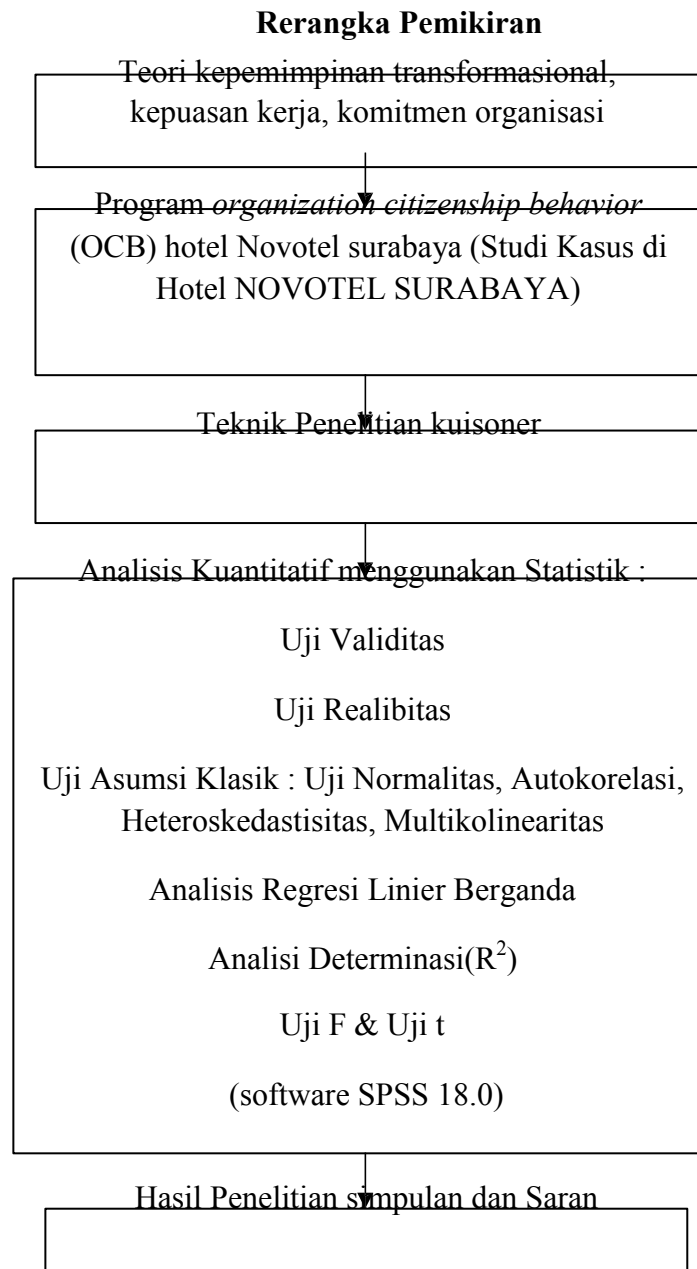 Rerangka Pemikiran
Teori kepemimpinan transformasional,
kepuasan kerja, komitmen organisasi
Program organization citizenship behavior
(OCB) hotel Novotel surabaya (Studi Kasus di
Hotel NOVOTEL SURABAYA)
Teknik Penelitian kuisoner
Analisis Kuantitatif menggunakan Statistik :
Uji Validitas
Uji Realibitas
Uji Asumsi Klasik : Uji Normalitas, Autokorelasi,
Heteroskedastisitas, Multikolinearitas
Analisis Regresi Linier Berganda
Analisi Determinasi(R²)
Uji F & Uji t
(software SPSS 18.0)
Hasil Penelitian simpulan dan Saran